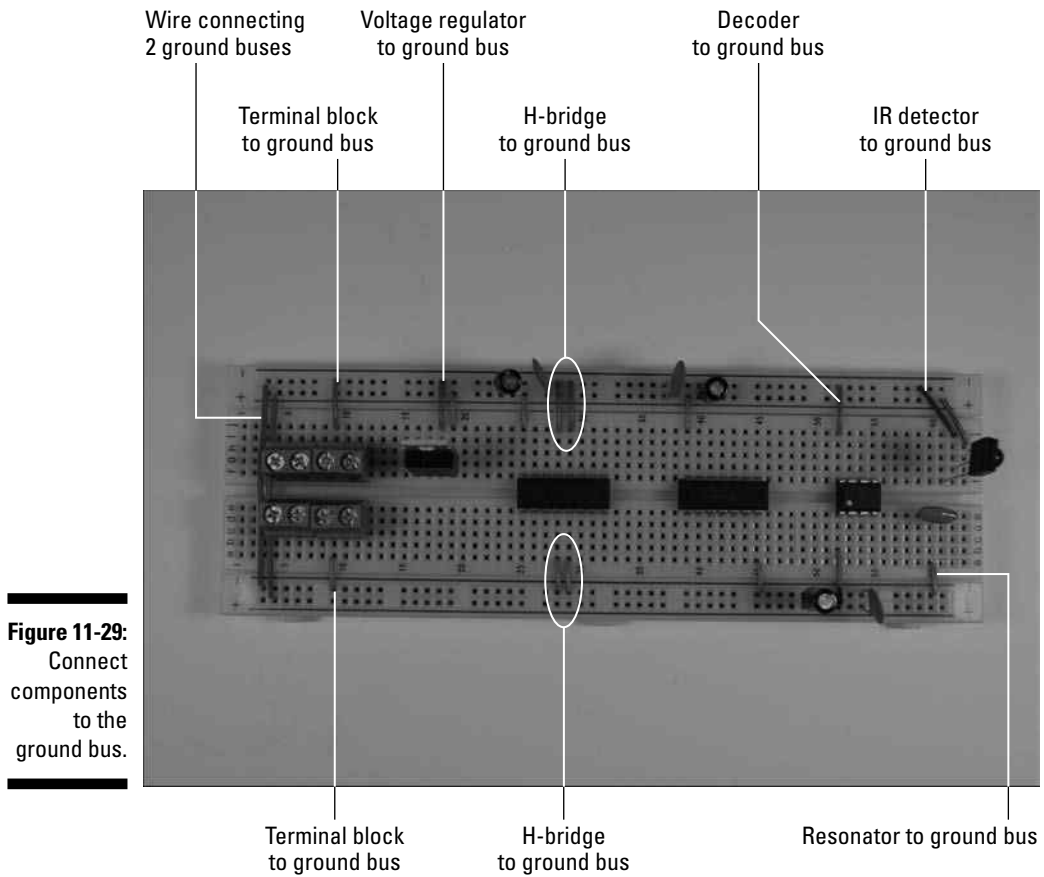 Wire connecting
2 ground buses
Voltage regulator
to ground bus
Decoder
to ground bus
Terminal block
to ground bus
H-bridge
to ground bus
IR detector
to ground bus
Figure 11-29:
Connect
components
to the
ground bus.
Terminal block
to ground bus
H-bridge
to ground bus
Resonator to ground bus